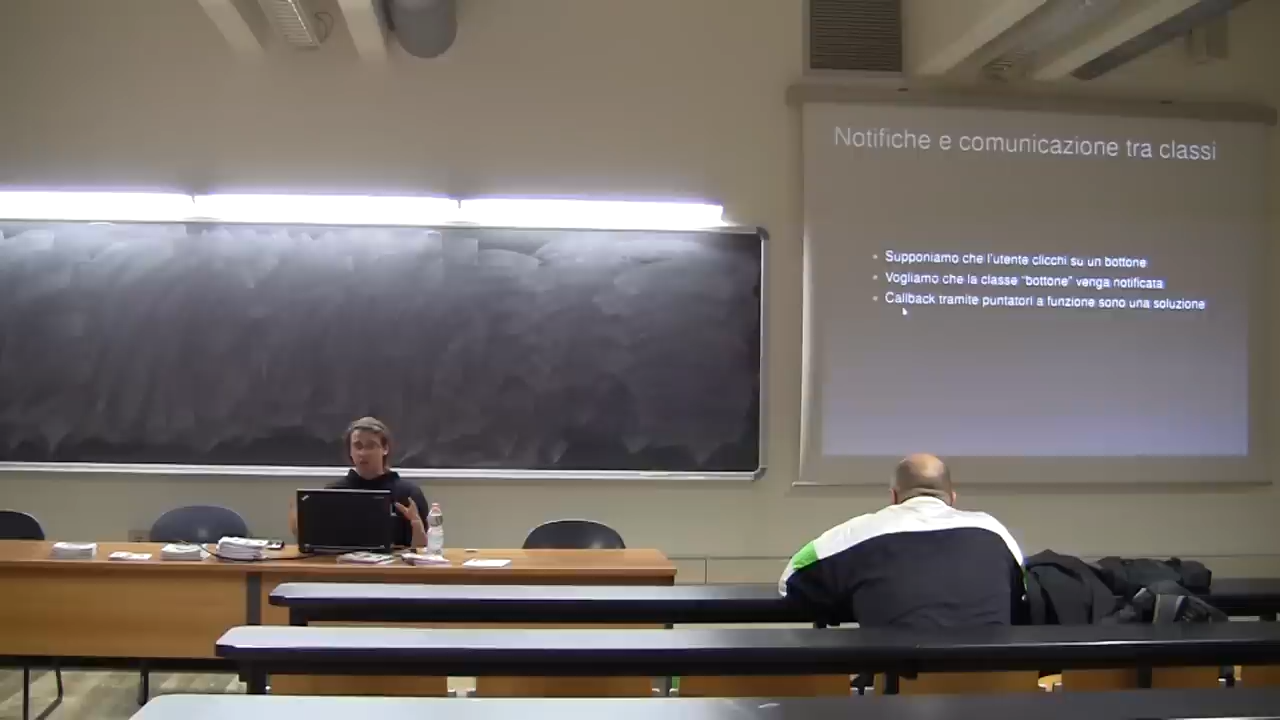 Notifiche e comunicazione tra classi
Supponiamo che l'utente clicchi su un bottone
Vogliamo che la classe "bottone" venga notificata
Callback tramite puntatori a funzione sono una soluzione